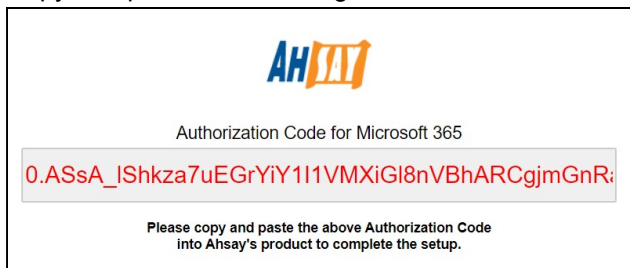 AHSAY
Authorization Code for Microsoft 365
0.ASsA_IShkza7uEGrYiY1I1VMXiGl8nVBhARCgjmGnRa
Please copy and paste the above Authorization Code
into Ahsay's product to complete the setup.